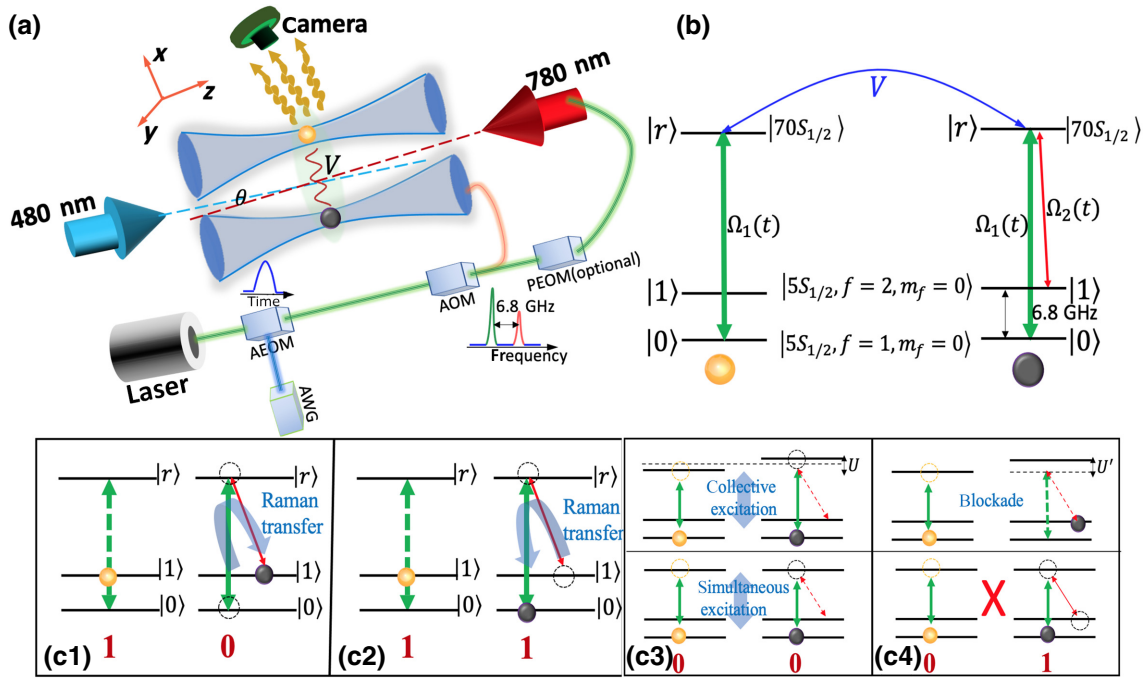 (a)
Camera
780 nm
x
z
y
V
θ
480 nm
Time
AEOM
AOM
PEOM(optional)
6.8 GHz
Frequency
Laser
AWG
(b)
V
|r⟩
|70S₁/₂ ⟩
|r⟩
|70S₁/₂ ⟩
Ω₁(t)
Ω₁(t)
Ω₂(t)
|1⟩
|5S₁/₂, f = 2, m_f = 0⟩
|1⟩
6.8 GHz
|0⟩
|5S₁/₂, f = 1, m_f = 0⟩
|0⟩
|r⟩
|r⟩
Raman
transfer
|1⟩
|1⟩
|0⟩
|0⟩
(c1)
1
0
|r⟩
|r⟩
Raman
transfer
|1⟩
|1⟩
|0⟩
|0⟩
(c2)
1
1
U
Collective
excitation
Simultaneous
excitation
(c3)
0
0
U'
Blockade
X
(c4)
0
1